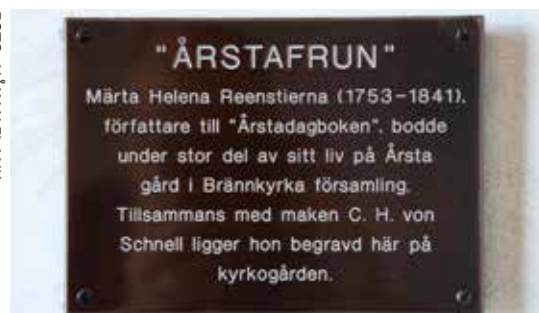 "ÅRSTAFRUN"
Märta Helena Reenstierna (1753–1841),
författare till "Årstadagboken", bodde
under stor del av sitt liv på Årsta
gård i Brännkyrka församling.
Tillsammans med maken C. H. von
Schnell ligger hon begravd här på
kyrkogården.